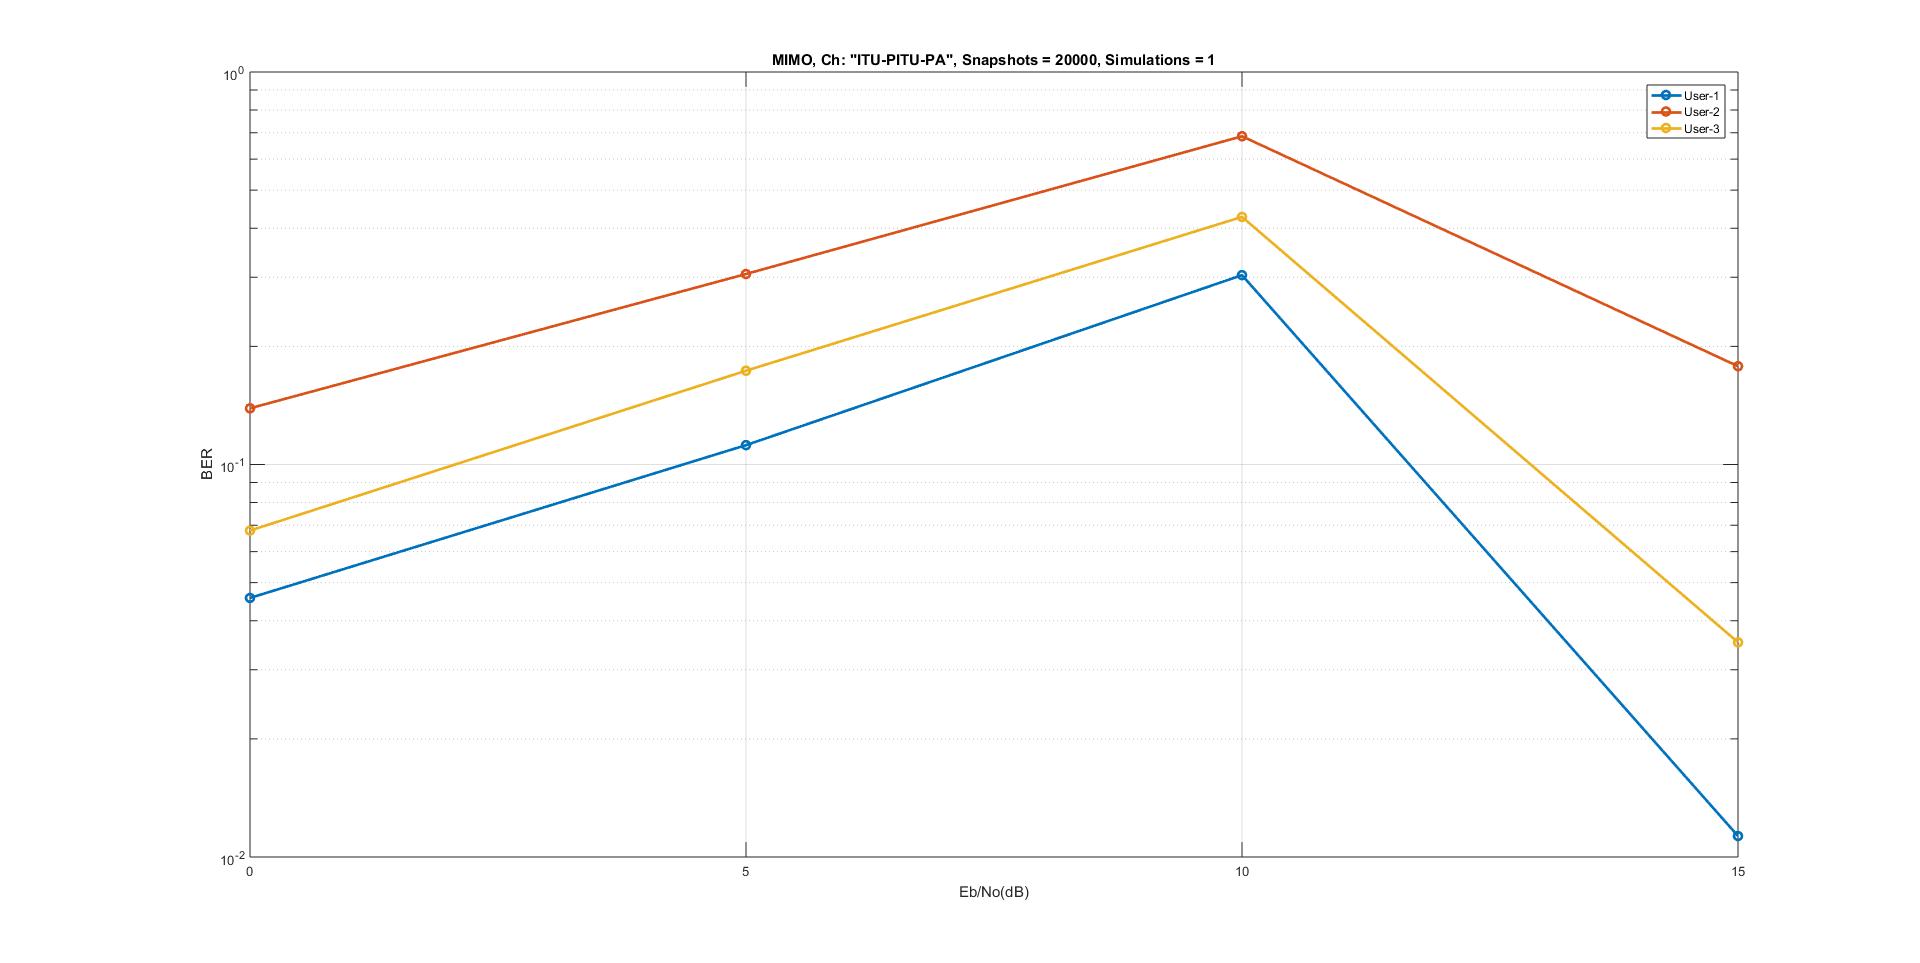 MIMO, Ch: "ITU-PITU-PA", Snapshots = 20000, Simulations = 1
10^0
User-1
User-2
User-3
BER
10^-1
10^-2
0 5 10 15
Eb/No(dB)